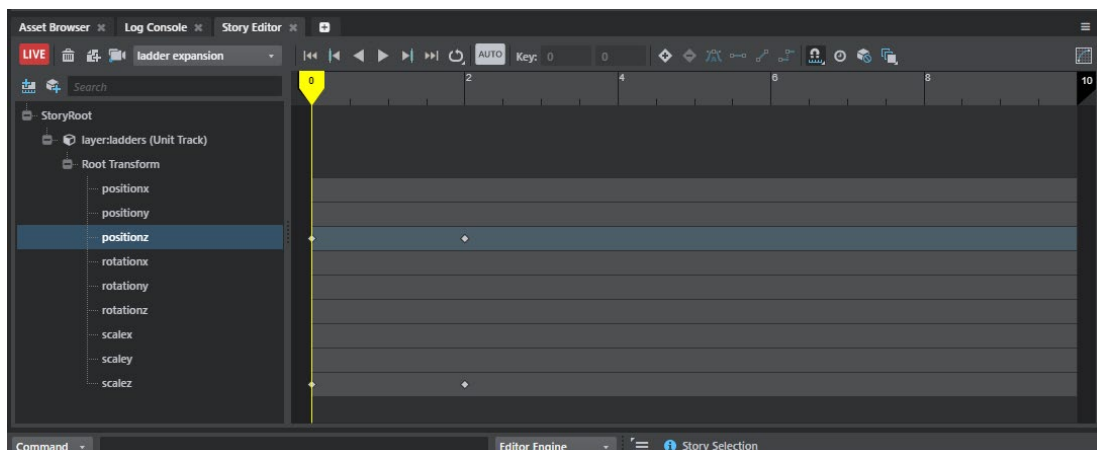 Asset Browser Log Console Story Editor
LIVE ladder expansion AUTO Key: 0 0
Search 0 2 4 6 8 10
StoryRoot
layer:ladders (Unit Track)
Root Transform
positionx
positiony
positionz
rotationx
rotationy
rotationz
scalex
scaley
scalez
Command Editor Engine Story Selection